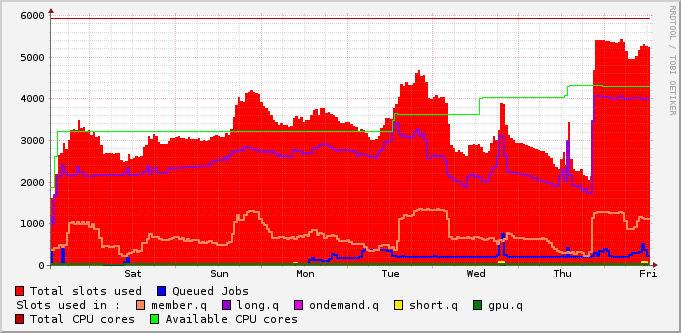 RRDTOOL / TOBI OETIKER
6000
5000
4000
3000
2000
1000
0
Sat Sun Mon Tue Wed Thu Fri
Total slots used Queued Jobs
Slots used in : member.q long.q ondemand.q short.q gpu.q
Total CPU cores Available CPU cores